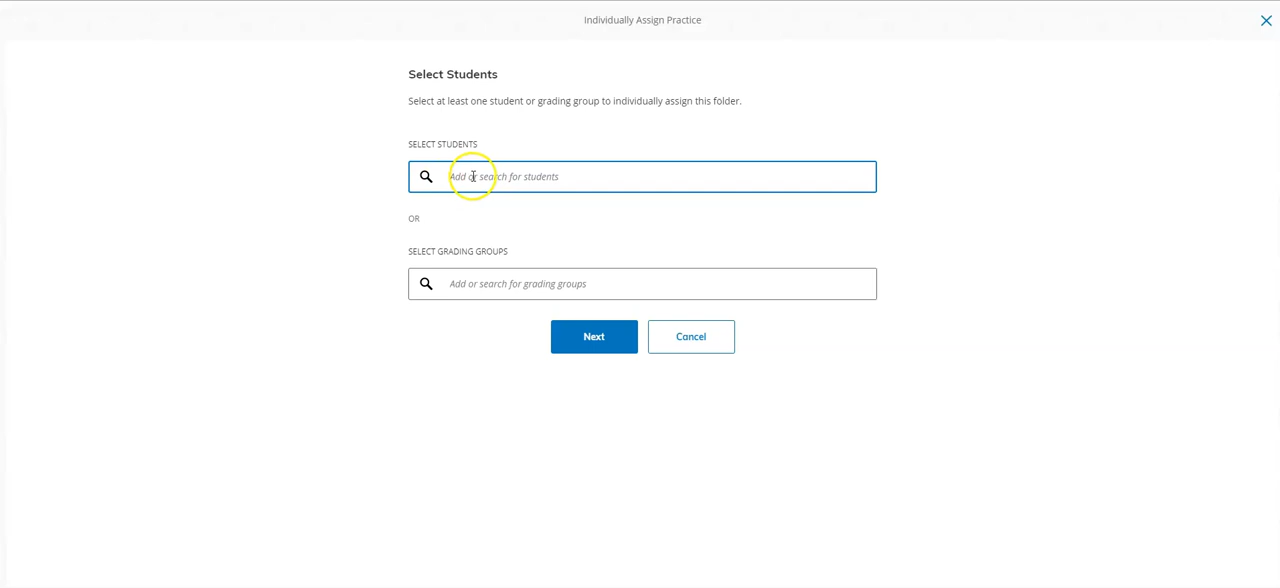 Individually Assign Practice
Select Students
Select at least one student or grading group to individually assign this folder.
SELECT STUDENTS
Add or search for students
OR
SELECT GRADING GROUPS
Add or search for grading groups
Next Cancel